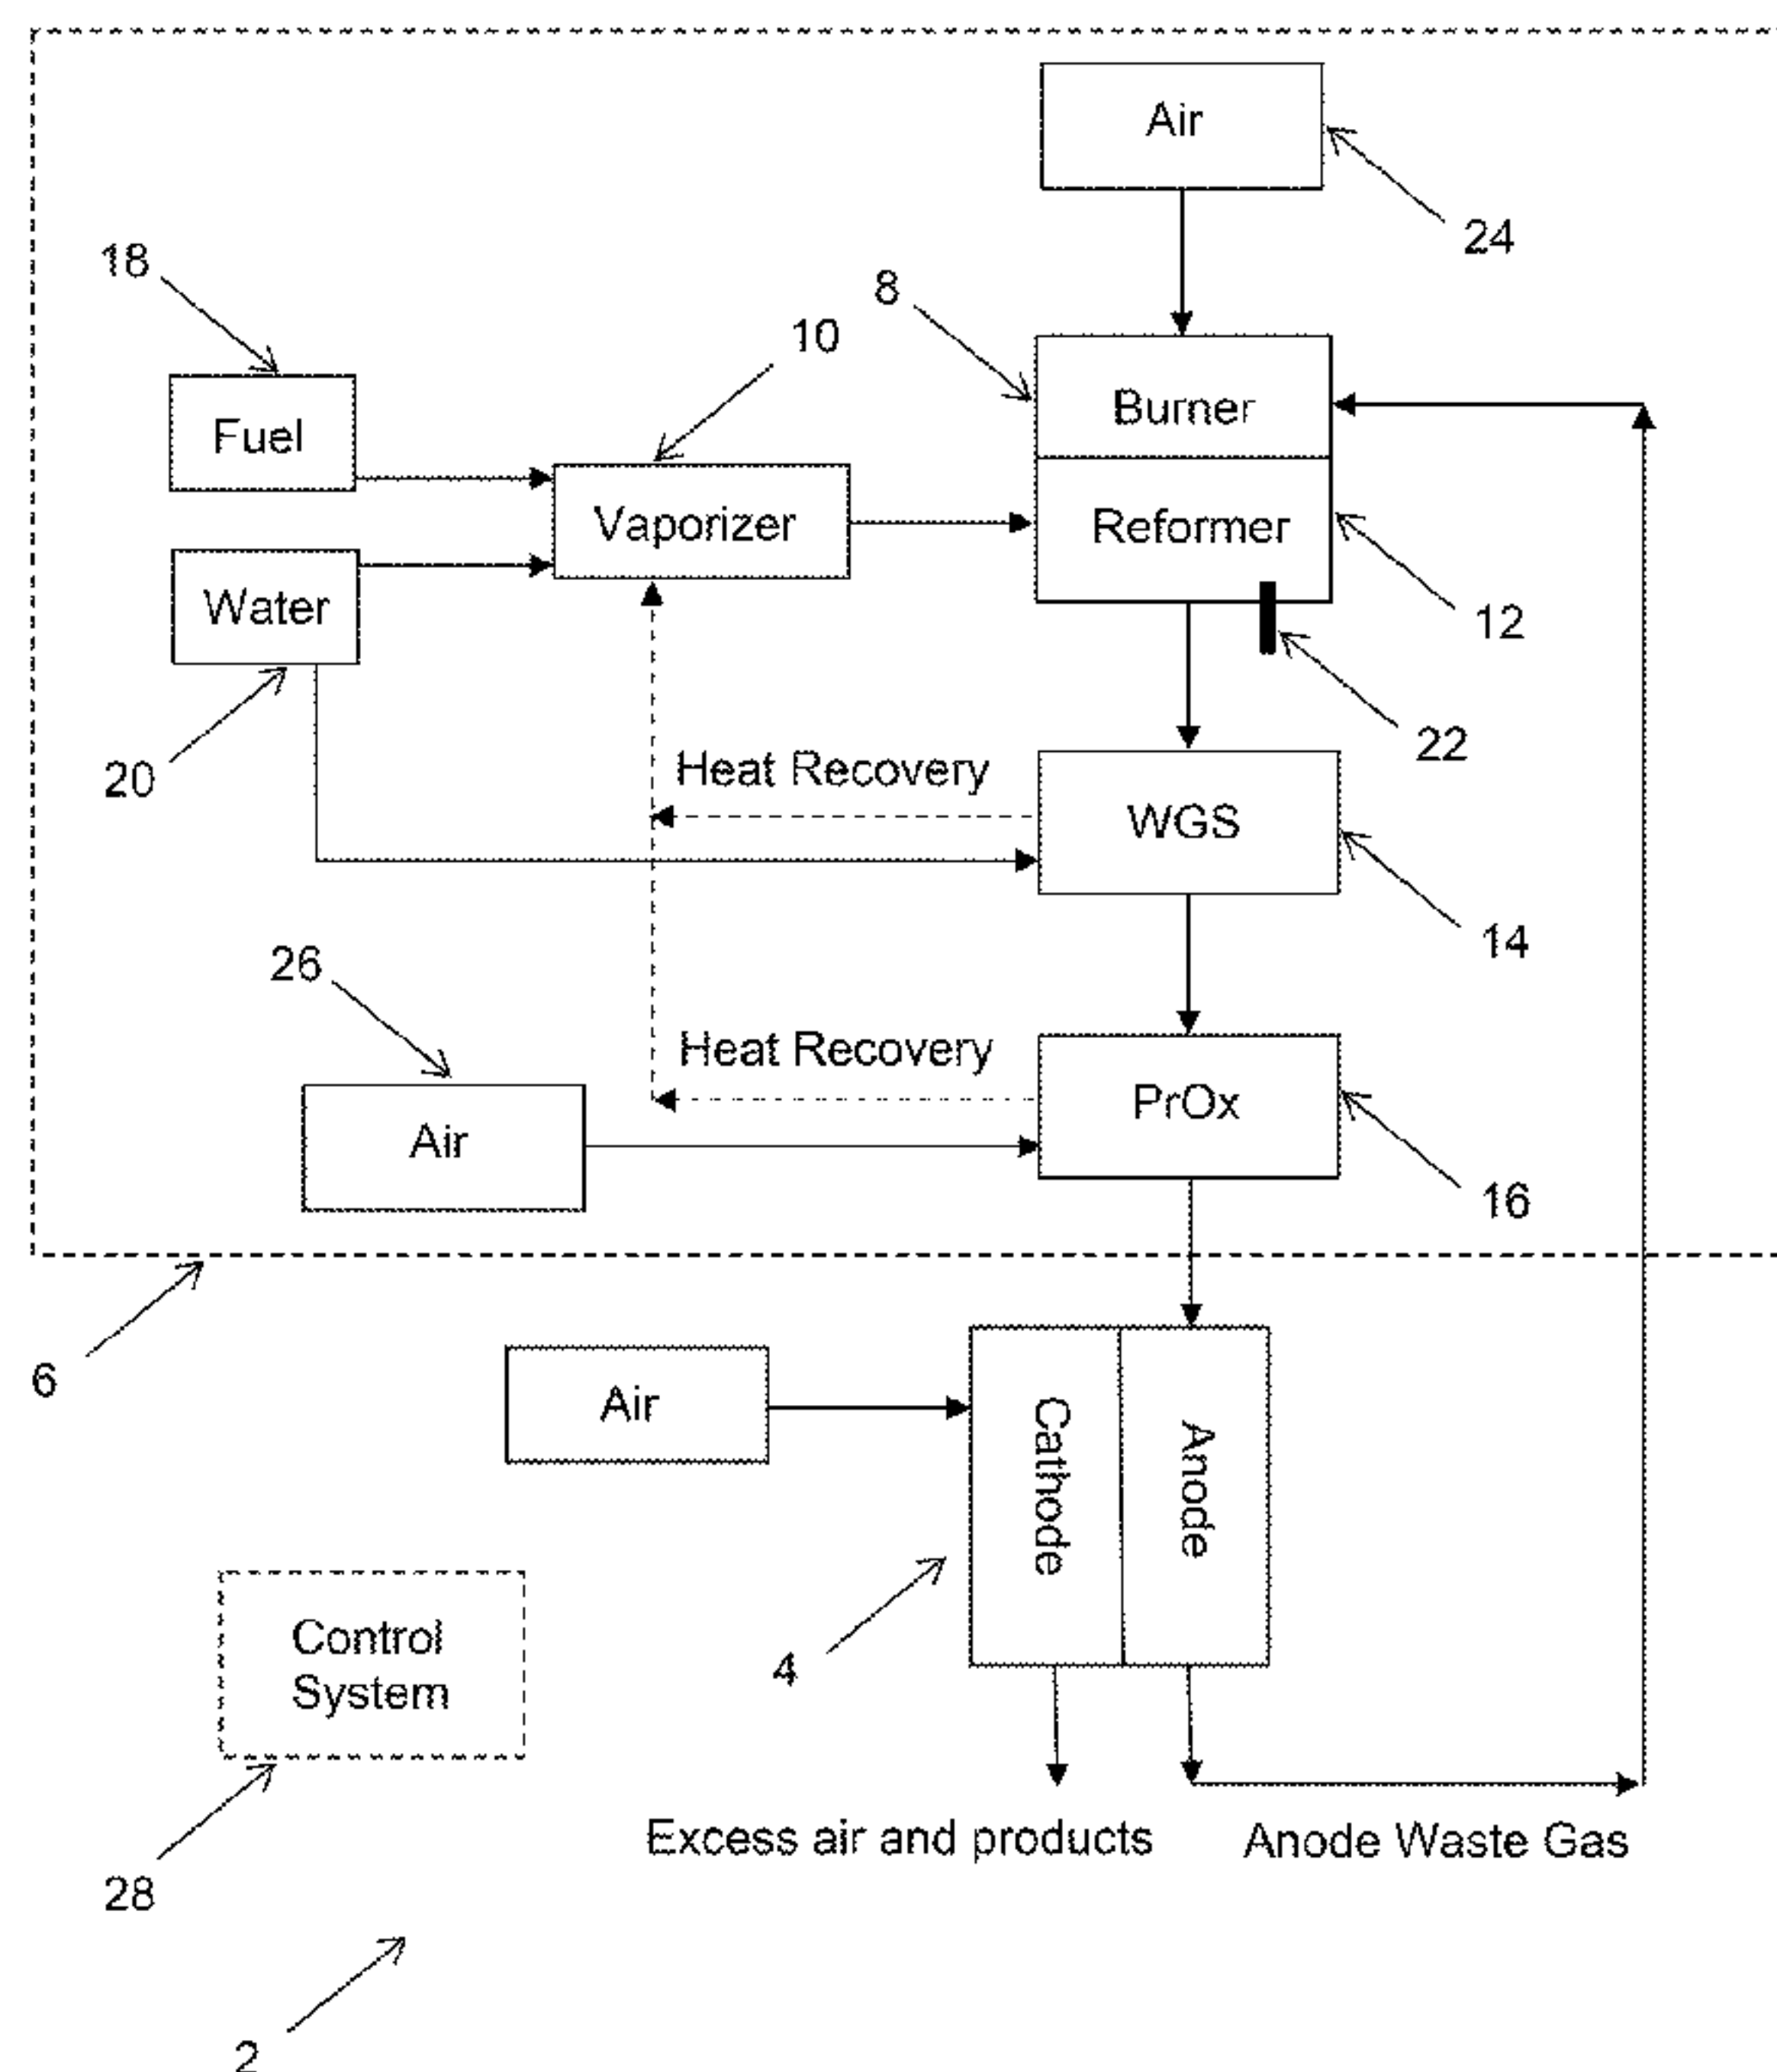 Air
24
18
8
10
Burner
Fuel
Vaporizer
Reformer
Water
12
20
22
Heat Recovery
WGS
14
26
Heat Recovery
PrOx
Air
16
6
Air
Cathode
Anode
4
Control
System
Excess air and products
Anode Waste Gas
28
2